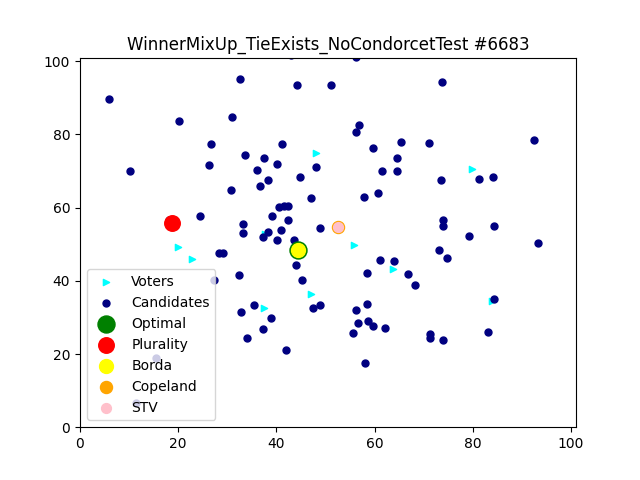 WinnerMixUp_TieExists_NoCondorcetTest #6683
100
80
60
40
20
0
Voters
Candidates
Optimal
Plurality
Borda
Copeland
STV
0 20 40 60 80 100